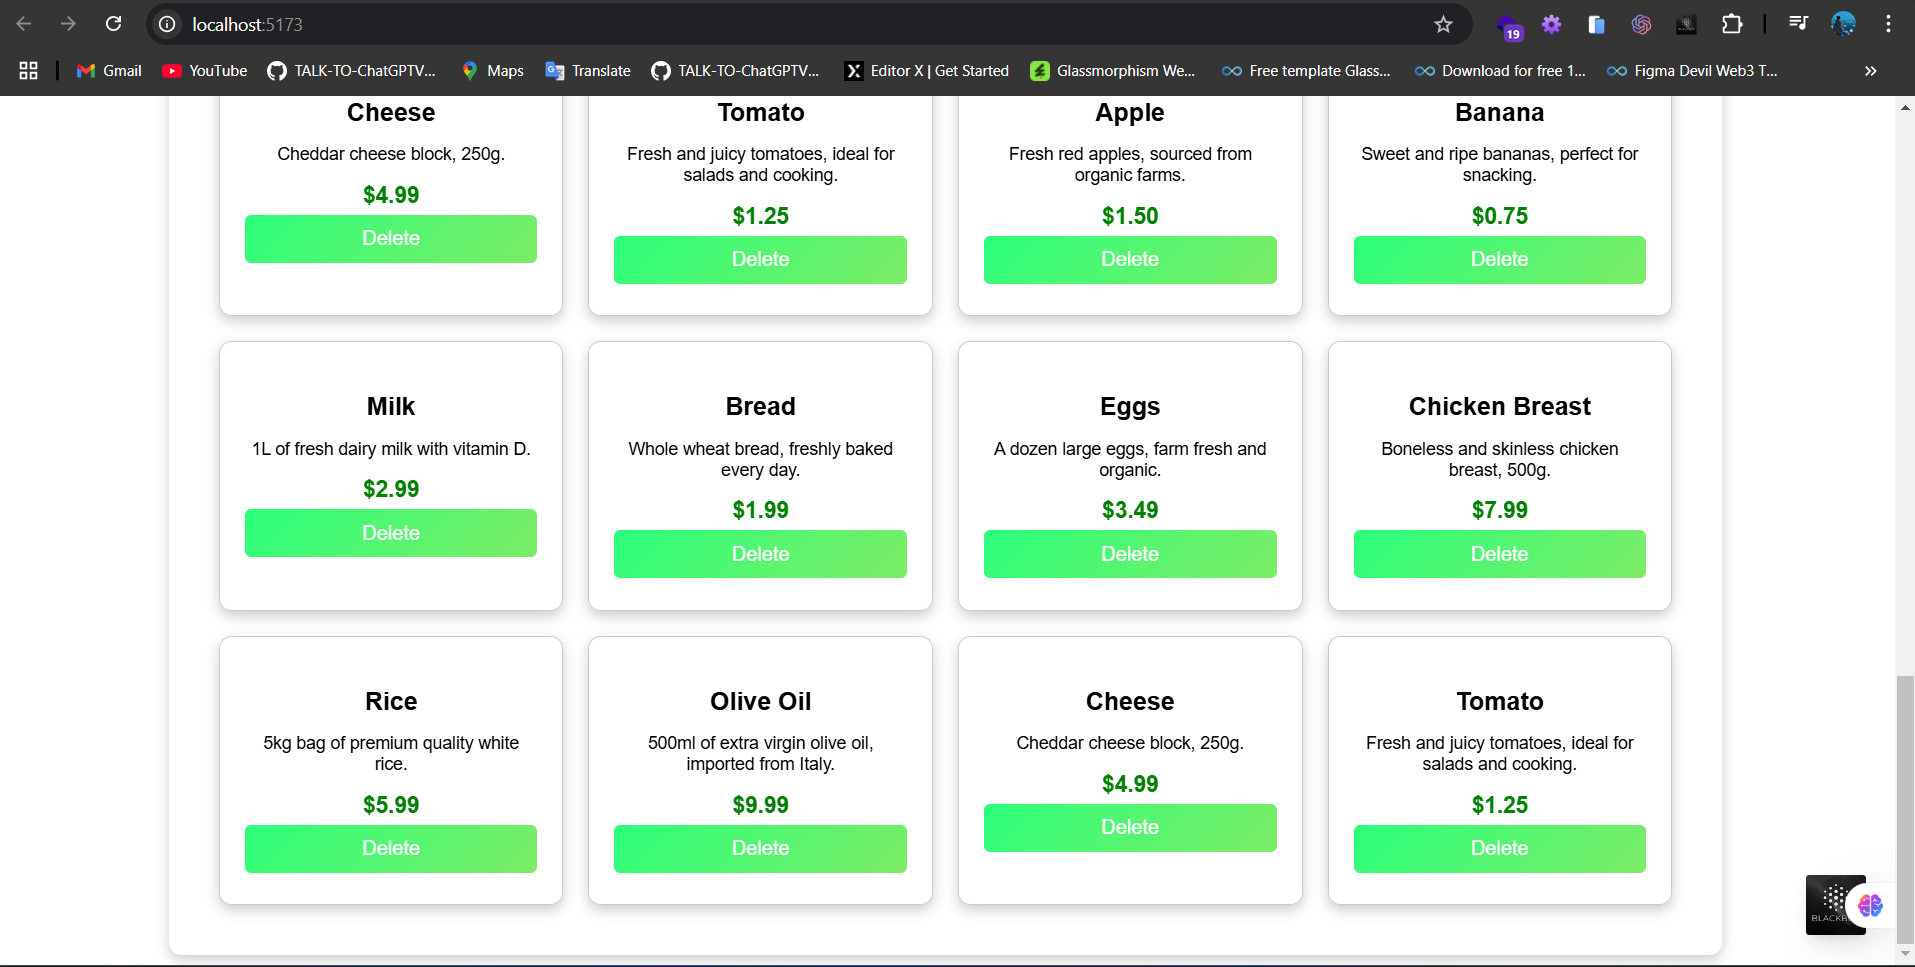 localhost:5173
19
Gmail
YouTube
TALK-TO-ChatGPTV...
Maps
Translate
TALK-TO-ChatGPTV...
Editor X | Get Started
Glassmorphism We...
Free template Glass...
Download for free 1...
Figma Devil Web3 T...
Cheese
Cheddar cheese block, 250g.
$4.99
Delete
Tomato
Fresh and juicy tomatoes, ideal for
salads and cooking.
$1.25
Delete
Apple
Fresh red apples, sourced from
organic farms.
$1.50
Delete
Banana
Sweet and ripe bananas, perfect for
snacking.
$0.75
Delete
Milk
1L of fresh dairy milk with vitamin D.
$2.99
Delete
Bread
Whole wheat bread, freshly baked
every day.
$1.99
Delete
Eggs
A dozen large eggs, farm fresh and
organic.
$3.49
Delete
Chicken Breast
Boneless and skinless chicken
breast, 500g.
$7.99
Delete
Rice
5kg bag of premium quality white
rice.
$5.99
Delete
Olive Oil
500ml of extra virgin olive oil,
imported from Italy.
$9.99
Delete
Cheese
Cheddar cheese block, 250g.
$4.99
Delete
Tomato
Fresh and juicy tomatoes, ideal for
salads and cooking.
$1.25
Delete